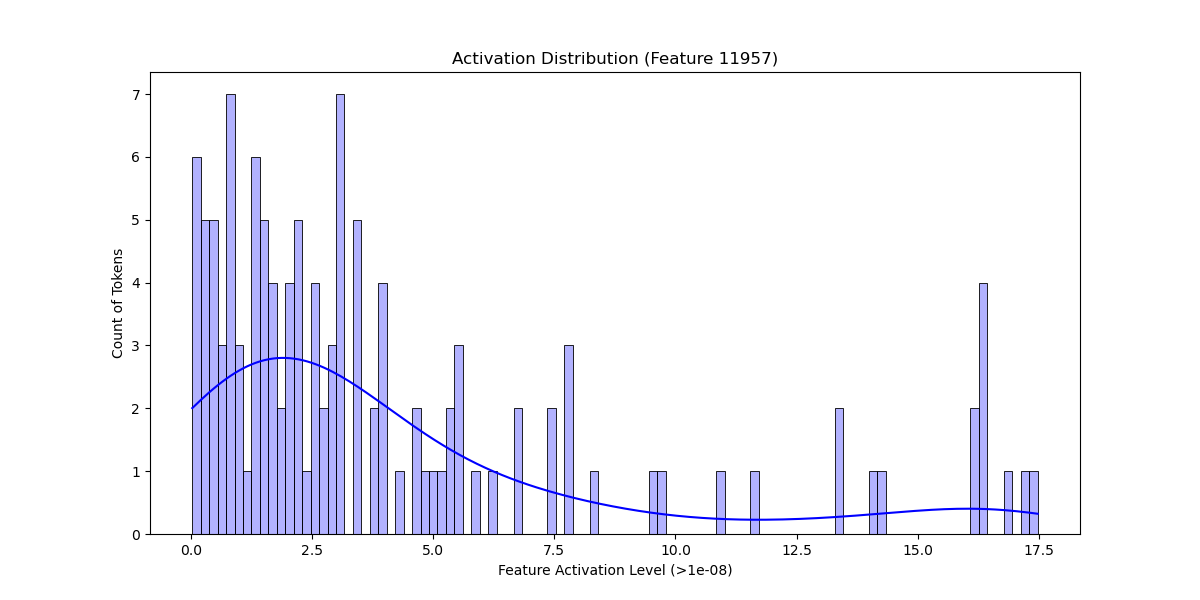 Activation Distribution (Feature 11957)
7
6
5
4
3
2
1
0
Count of Tokens
0.0 2.5 5.0 7.5 10.0 12.5 15.0 17.5
Feature Activation Level (>1e-08)